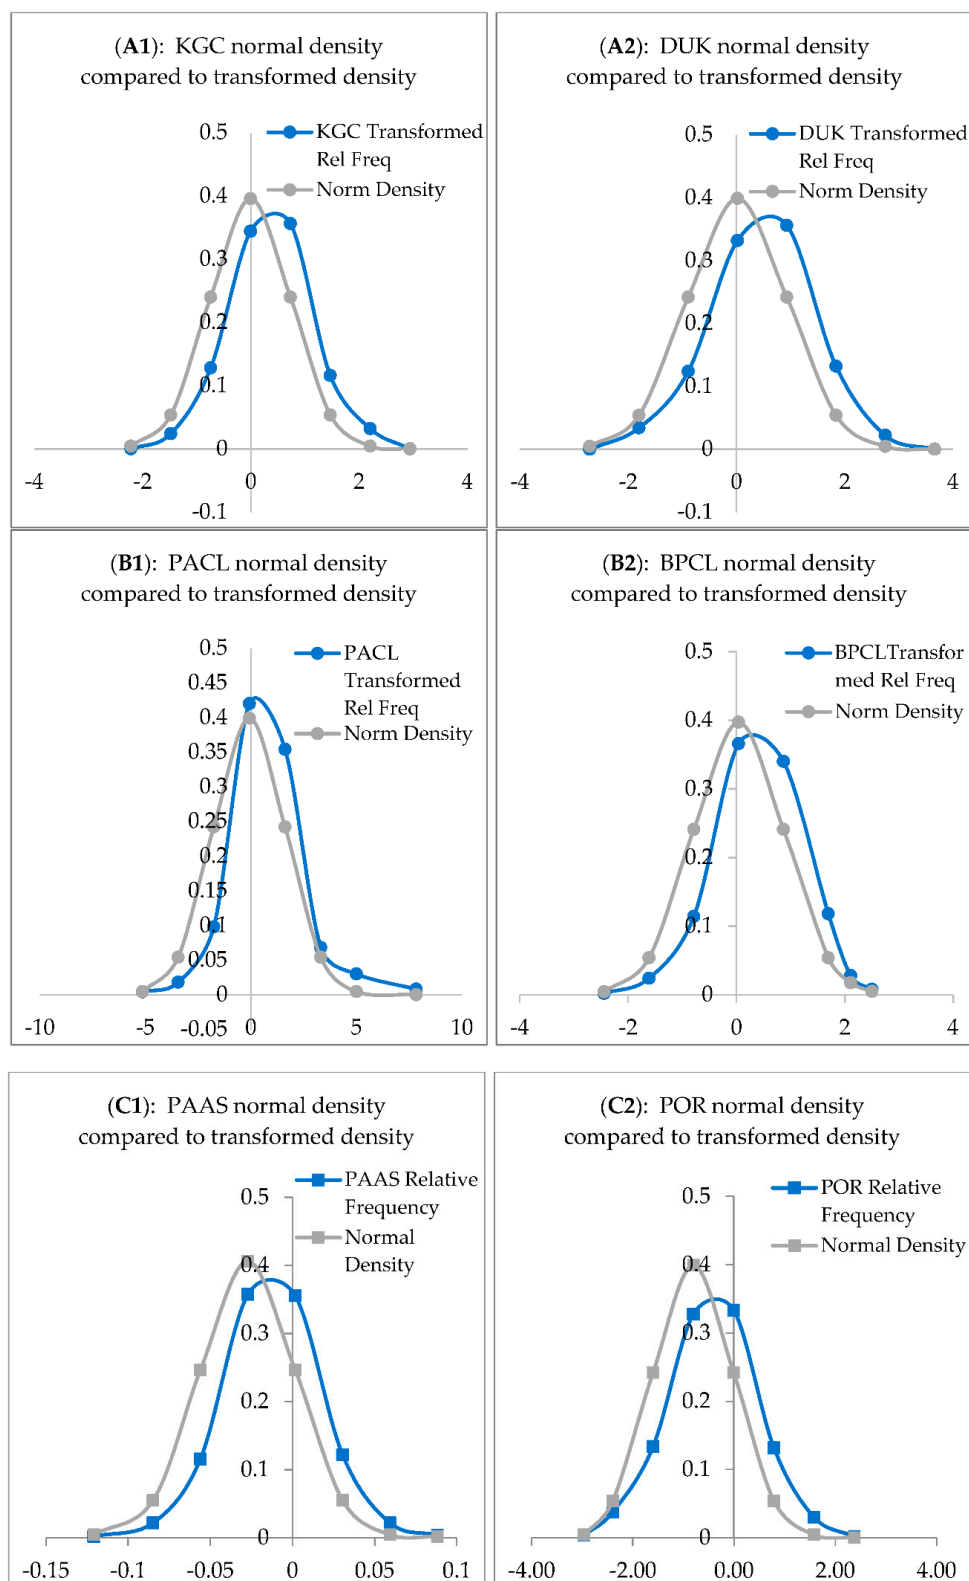 (A1): KGC normal density
compared to transformed density
0.5
KGC Transformed
Rel Freq
Norm Density
0.4
0.3
0.2
0.1
0
-4
-2
0
2
4
-0.1
(A2): DUK normal density
compared to transformed density
0.5
DUK Transformed
Rel Freq
Norm Density
0.4
0.3
0.2
0.1
0
-4
-2
0
2
4
-0.1
(B1): PACL normal density
compared to transformed density
0.5
PACL
Transformed
Rel Freq
Norm Density
0.45
0.4
0.35
0.3
0.25
0.2
0.15
0.1
0.05
0
-10
-5
-0.05
0
5
10
(B2): BPCL normal density
compared to transformed density
0.5
BPCLTransfor
med Rel Freq
Norm Density
0.4
0.3
0.2
0.1
0
-4
-2
0
2
4
(C1): PAAS normal density
compared to transformed density
PAAS Relative
Frequency
Normal
Density
0.5
0.4
0.3
0.2
0.1
0
-0.15
-0.1
-0.05
0
0.05
0.1
(C2): POR normal density
compared to transformed density
POR Relative
Frequency
Normal Density
0.5
0.4
0.3
0.2
0.1
0
-4.00
-2.00
0.00
2.00
4.00